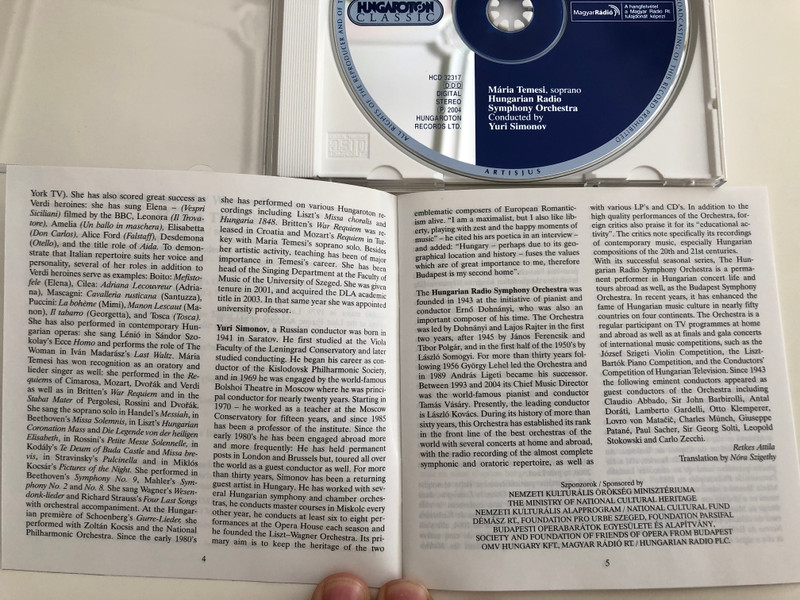 HUNGAROTON
CLASSIC
MagyarRádió
A hangfelvétel
a Magyar Rádió Rt.
tulajdonát képezi
HCD 32317
DDD
DIGITAL
STEREO
℗ 2004
HUNGAROTON
RECORDS LTD.
Mária Temesi, soprano
Hungarian Radio
Symphony Orchestra
Conducted by
Yuri Simonov
ALL RIGHTS OF THE REPRODUCER AND OF
BROADCASTING OF THIS RECORD PROHIBITED
ARTISJUS
York TV). She has also scored great success as
Verdi heroines: she has sung Elena – (Vespri
Siciliani) filmed by the BBC, Leonora (Il Trova-
tore), Amelia (Un ballo in maschera), Elisabetta
(Don Carlos), Alice Ford (Falstaff), Desdemona
(Otello), and the title role of Aida. To demon-
strate that Italian repertoire suits her voice and
personality, several of her roles in addition to
Verdi heroines serve as examples: Boito: Mefisto-
fele (Elena), Cilea: Adriana Lecouvreur (Adria-
na), Mascagni: Cavalleria rusticana (Santuzza),
Puccini: La bohème (Mimi), Manon Lescaut (Ma-
non), Il tabarro (Georgetta), and Tosca (Tosca).
She has also performed in contemporary Hun-
garian operas: she sang Lénió in Sándor Szo-
kolay's Ecce Homo and performs the role of The
Woman in Iván Madarász's Last Waltz. Mária
Temesi has won recognition as an oratory and
lieder singer as well: she performed in the Re-
quiems of Cimarosa, Mozart, Dvořák and Verdi
as well as in Britten's War Requiem and in the
Stabat Mater of Pergolesi, Rossini and Dvořák.
She sang the soprano solo in Handel's Messiah, in
Beethoven's Missa Solemnis, in Liszt's Hungarian
Coronation Mass and Die Legende von der heiligen
Elisabeth, in Rossini's Petite Messe Solennelle, in
Kodály's Te Deum of Buda Castle and Missa bre-
vis, in Stravinsky's Pulcinella and in Miklós
Kocsár's Pictures of the Night. She performed in
Beethoven's Symphony No. 9, Mahler's Sym-
phony No. 2 and No. 8. She sang Wagner's Wesen-
donk-lieder and Richard Strauss's Four Last Songs
with orchestral accompaniment. At the Hungar-
ian première of Schoenberg's Gurre-Lieder, she
performed with Zoltán Kocsis and the National
Philharmonic Orchestra. Since the early 1980's
4
she has performed on various Hungaroton re-
cordings including Liszt's Missa choralis and
Hungaria 1848. Britten's War Requiem was re-
leased in Croatia and Mozart's Requiem in Tur-
key with Maria Temesi's soprano solo. Besides
her artistic activity, teaching has been of major
importance in Temesi's career. She has been
head of the Singing Department at the Faculty of
Music of the University of Szeged. She was given
tenure in 2001, and acquired the DLA academic
title in 2003. In that same year she was appointed
university professor.
Yuri Simonov, a Russian conductor was born in
1941 in Saratov. He first studied at the Viola
Faculty of the Leningrad Conservatory and later
studied conducting. He began his career as con-
ductor of the Kislodovsk Philharmonic Society,
and in 1969 he was engaged by the world-famous
Bolshoi Theatre in Moscow where he was princi-
pal conductor for nearly twenty years. Starting in
1970 – he worked as a teacher at the Moscow
Conservatory for fifteen years, and since 1985
has been a professor of the institute. Since the
early 1980's he has been engaged abroad more
and more frequently: He has held permanent
posts in London and Brussels but, toured all over
the world as a guest conductor as well. For more
than thirty years, Simonov has been a returning
guest artist in Hungary. He has worked with sev-
eral Hungarian symphony and chamber orches-
tras, he conducts master courses in Miskolc every
other year, he conducts at least six to eight per-
formances at the Opera House each season and
he founded the Liszt–Wagner Orchestra. Its pri-
mary aim is to keep the heritage of the two
emblematic composers of European Romantic-
ism alive. "I am a maximalist, but I also like lib-
erty, playing with zest and the happy moments of
music" – he cited his ars poetica in an interview –
and added: "Hungary – perhaps due to its geo-
graphical location and history – fuses the values
which are of great importance to me, therefore
Budapest is my second home".
The Hungarian Radio Symphony Orchestra was
founded in 1943 at the initiative of pianist and
conductor Ernő Dohnányi, who was also an
important composer of his time. The Orchestra
was led by Dohnányi and Lajos Rajter in the first
two years, after 1945 by János Ferencsik and
Tibor Polgár, and in the first half of the 1950's by
László Somogyi. For more than thirty years fol-
lowing 1956 György Lehel led the Orchestra and
in 1989 András Ligeti became his successor.
Between 1993 and 2004 its Chief Music Director
was the world-famous pianist and conductor
Tamás Vásáry. Presently, the leading conductor
is László Kovács. During its history of more than
sixty years, this Orchestra has established its rank
in the front line of the best orchestras of the
world with several concerts at home and abroad,
with the radio recording of the almost complete
symphonic and oratoric repertoire, as well as
with various LP's and CD's. In addition to the
high quality performances of the Orchestra, for-
eign critics also praise it for its "educational ac-
tivity". The critics note specifically its recordings
of contemporary music, especially Hungarian
compositions of the 20th and 21st centuries.
With its successful seasonal series, The Hun-
garian Radio Symphony Orchestra is a perma-
nent performer in Hungarian concert life and
tours abroad as well, as the Budapest Symphony
Orchestra. In recent years, it has enhanced the
fame of Hungarian music culture in nearly fifty
countries on four continents. The Orchestra is a
regular participant on TV programmes at home
and abroad as well as at finals and gala concerts
of international music competitions, such as the
József Szigeti Violin Competition, the Liszt-
Bartók Piano Competition, and the Conductors'
Competition of Hungarian Television. Since 1943
the following eminent conductors appeared as
guest conductors of the Orchestra including
Claudio Abbado, Sir John Barbirolli, Antal
Doráti, Lamberto Gardelli, Otto Klemperer,
Lovro von Matačić, Charles Münch, Giuseppe
Patané, Paul Sacher, Sir Georg Solti, Leopold
Stokowski and Carlo Zecchi.
Retkes Attila
Translation by Nóra Szigethy
Szponzorok / Sponsored by
NEMZETI KULTURÁLIS ÖRÖKSÉG MINISZTÉRIUMA
THE MINISTRY OF NATIONAL CULTURAL HERITAGE
NEMZETI KULTURÁLIS ALAPPROGRAM / NATIONAL CULTURAL FUND
DÉMÁSZ RT., FOUNDATION PRO URBE SZEGED, FOUNDATION PARSIFAL
BUDAPESTI OPERABARÁTOK EGYESÜLETE ÉS ALAPÍTVÁNY,
SOCIETY AND FOUNDATION OF FRIENDS OF OPERA FROM BUDAPEST
OMV HUNGARY KFT., MAGYAR RÁDIÓ RT. / HUNGARIAN RADIO PLC.
5